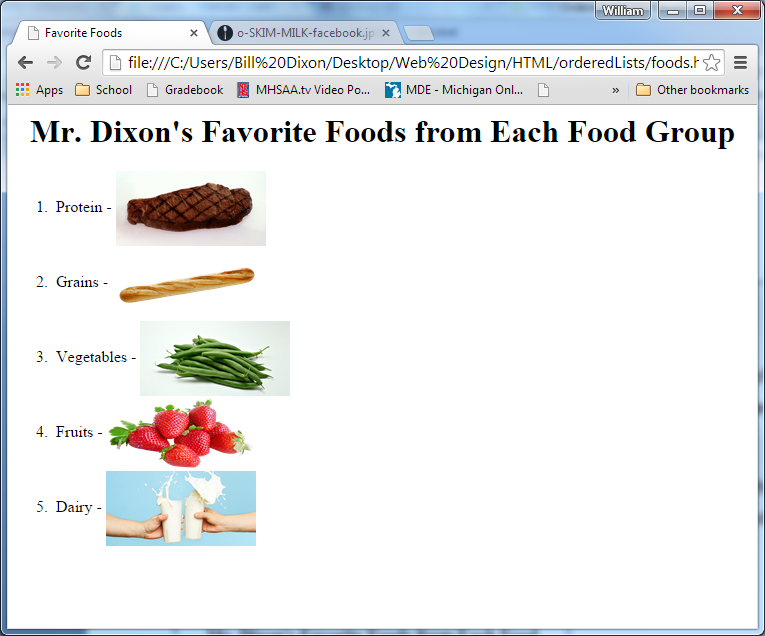 William
Favorite Foods
o-SKIM-MILK-facebook.jp
file:///C:/Users/Bill%20Dixon/Desktop/Web%20Design/HTML/orderedLists/foods.h
Apps School Gradebook MHSAA.tv Video Po... MDE - Michigan Onl... » Other bookmarks
Mr. Dixon's Favorite Foods from Each Food Group
1. Protein -
2. Grains -
3. Vegetables -
4. Fruits -
5. Dairy -